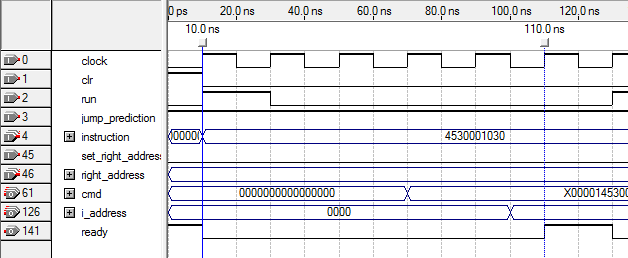 0 ps 20.0 ns 40.0 ns 60.0 ns 80.0 ns 100.0 ns 120.0 ns
10.0 ns 110.0 ns
0 clock
1 clr
2 run
3 jump_prediction
4 instruction 4530001030
45 set_right_address
46 right_address
61 cmd 0000000000000000 X000014530
126 i_address 0000
141 ready